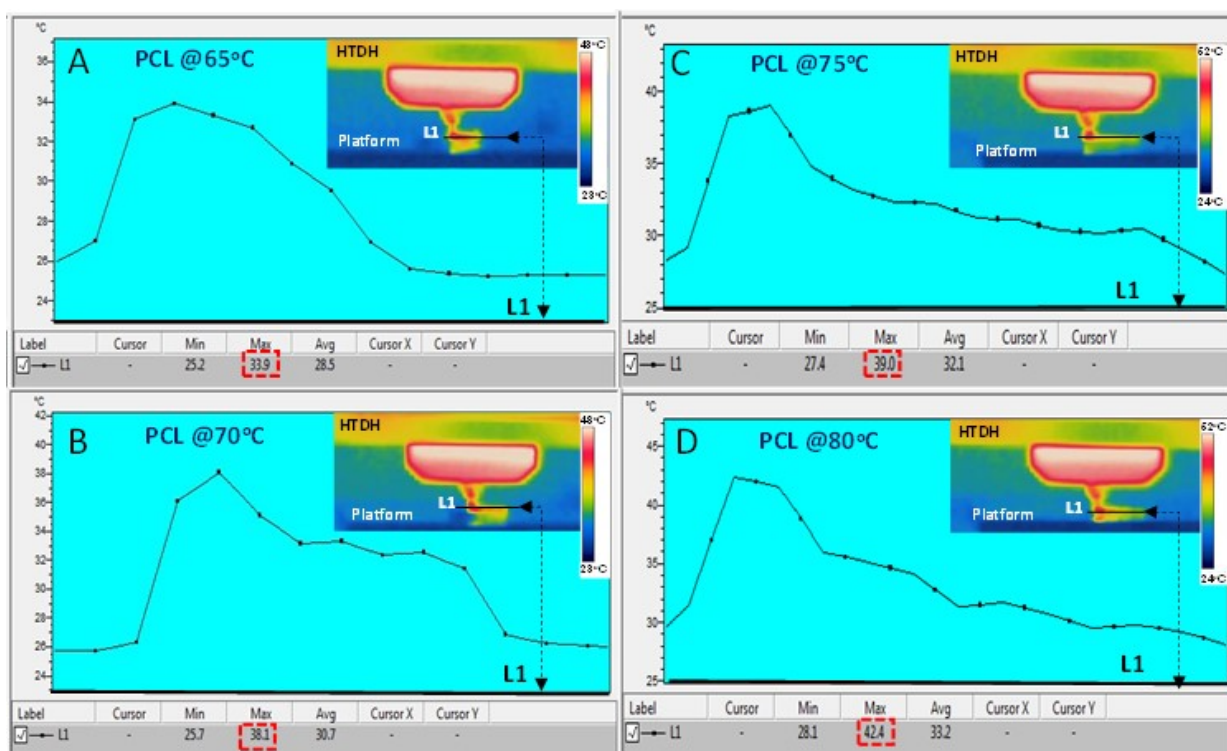 °C
A
PCL @65°C
36
34
32
30
28
26
24
HTDH
L1
Platform
48°C
23°C
L1
Label Cursor Min Max Avg Cursor X Cursor Y
L1 - 25.2 33.9 28.5 - -
°C
C
PCL @75°C
40
35
30
25
HTDH
L1
Platform
52°C
24°C
L1
Label Cursor Min Max Avg Cursor X Cursor Y
L1 - 27.4 39.0 32.1 - -
°C
B
PCL @70°C
42
40
38
36
34
32
30
28
26
24
HTDH
L1
Platform
48°C
23°C
L1
Label Cursor Min Max Avg Cursor X Cursor Y
L1 - 25.7 38.1 30.7 - -
°C
D
PCL @80°C
45
40
35
30
25
HTDH
L1
Platform
52°C
24°C
L1
Label Cursor Min Max Avg Cursor X Cursor Y
L1 - 28.1 42.4 33.2 - -